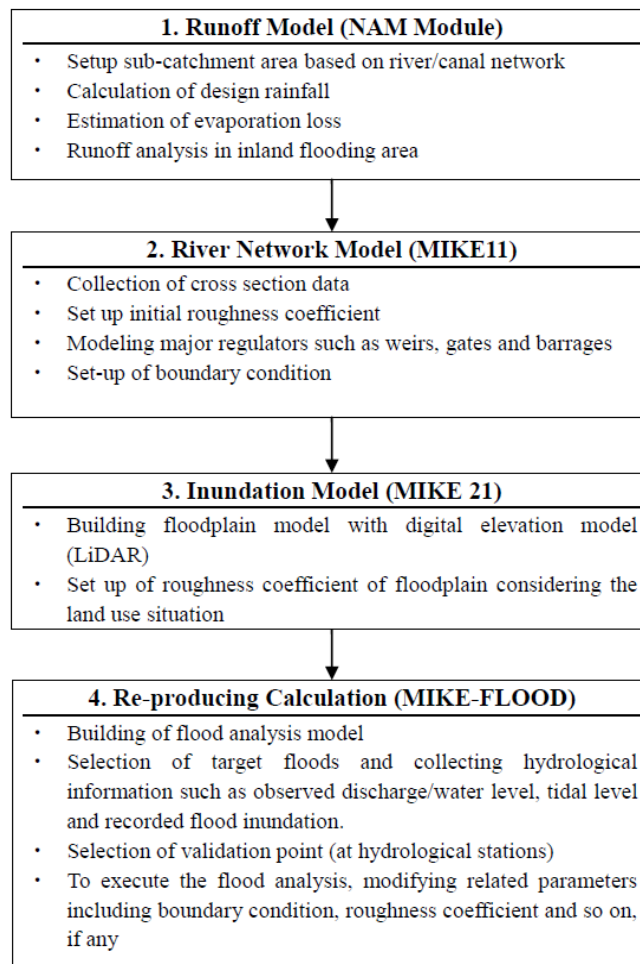 1. Runoff Model (NAM Module)
・ Setup sub-catchment area based on river/canal network
・ Calculation of design rainfall
・ Estimation of evaporation loss
・ Runoff analysis in inland flooding area
2. River Network Model (MIKE11)
・ Collection of cross section data
・ Set up initial roughness coefficient
・ Modeling major regulators such as weirs, gates and barrages
・ Set-up of boundary condition
3. Inundation Model (MIKE 21)
・ Building floodplain model with digital elevation model
(LiDAR)
・ Set up of roughness coefficient of floodplain considering the
land use situation
4. Re-producing Calculation (MIKE-FLOOD)
・ Building of flood analysis model
・ Selection of target floods and collecting hydrological
information such as observed discharge/water level, tidal level
and recorded flood inundation.
・ Selection of validation point (at hydrological stations)
・ To execute the flood analysis, modifying related parameters
including boundary condition, roughness coefficient and so on,
if any